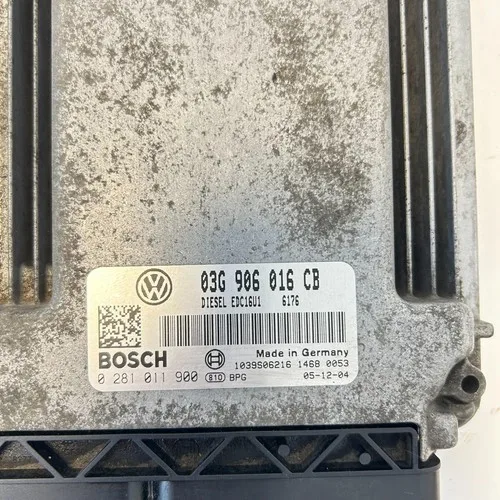 03G 906 016 CB
DIESEL EDC16U1 6176
BOSCH
Made in Germany
1039S06216 1468 0053
0 281 011 900 810 BPG 05-12-04